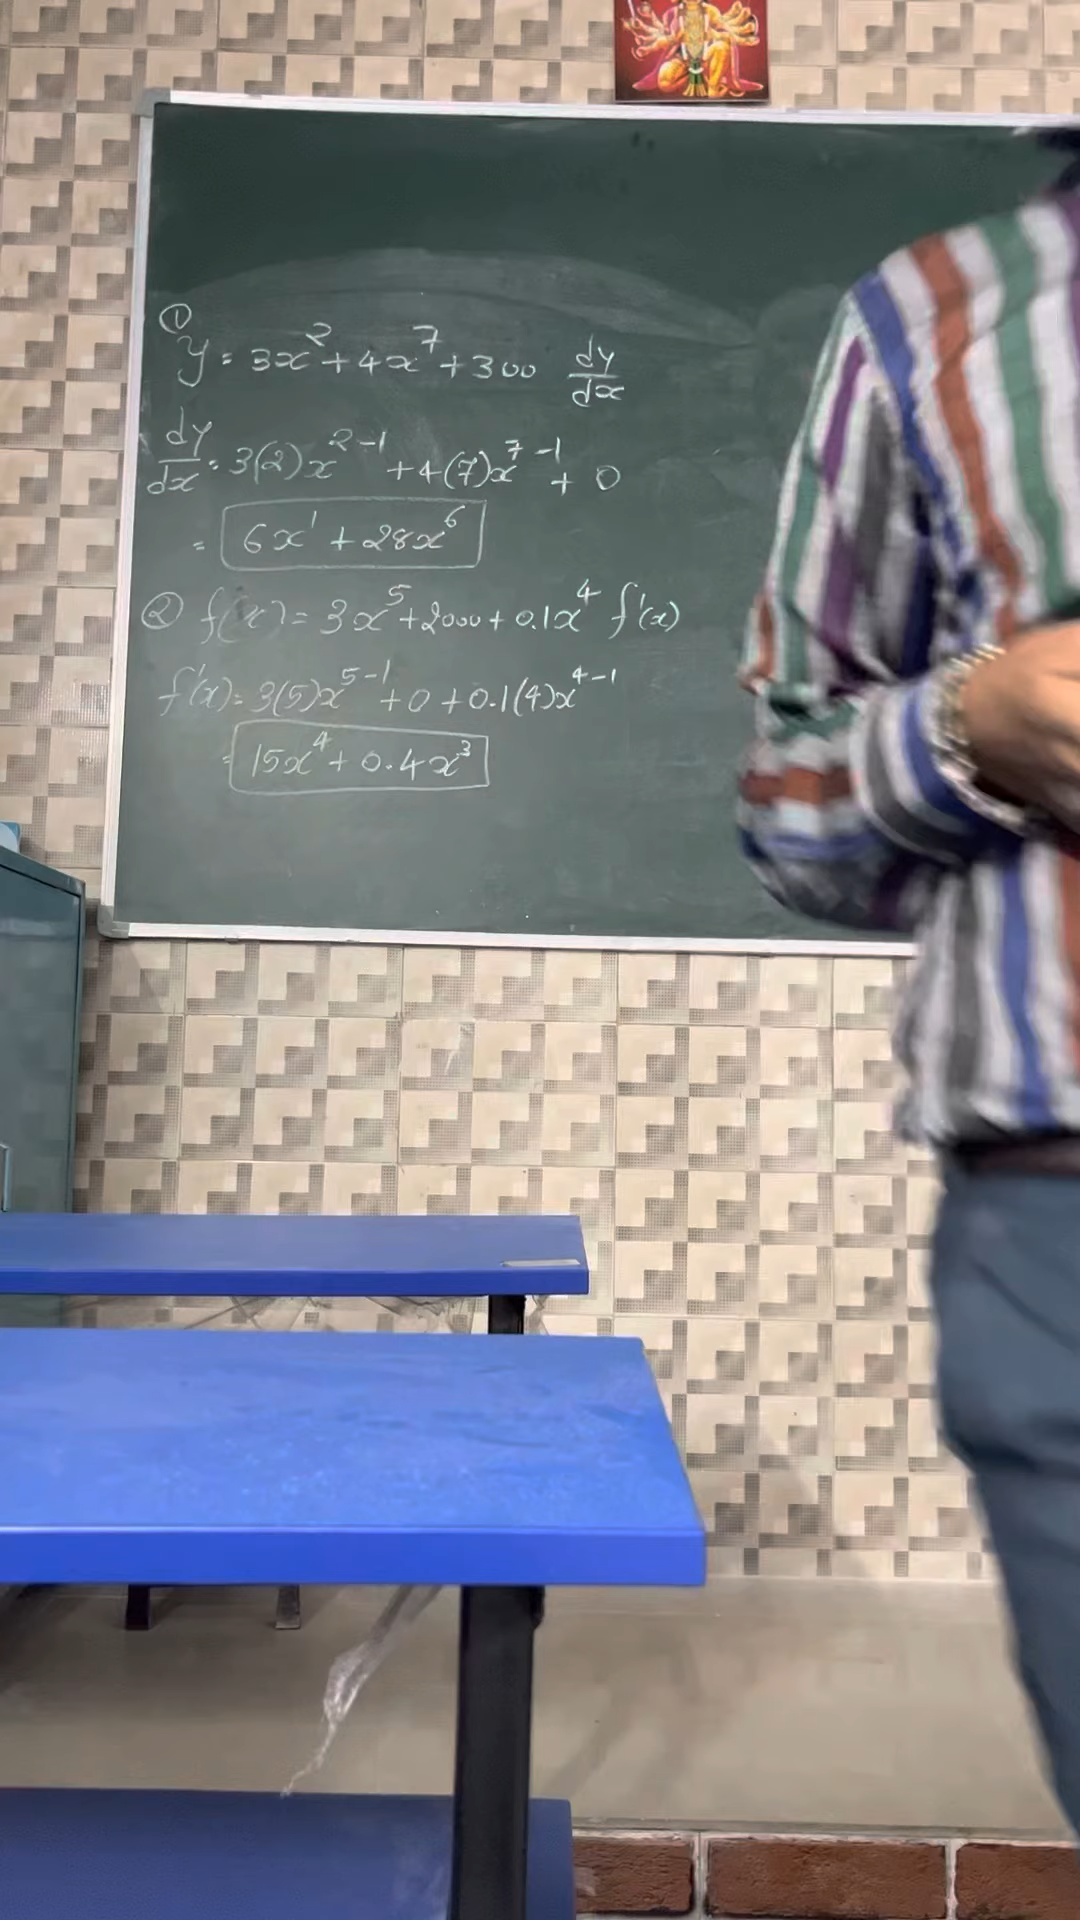 ①
y = 3x² + 4x⁷ + 300 dy/dx
dy/dx = 3(2)x²⁻¹ + 4(7)x⁷⁻¹ + 0
= 6x¹ + 28x⁶
② f(x) = 3x⁵ + 2000 + 0.1x⁴ f'(x)
f'(x) = 3(5)x⁵⁻¹ + 0 + 0.1(4)x⁴⁻¹
= 15x⁴ + 0.4x³